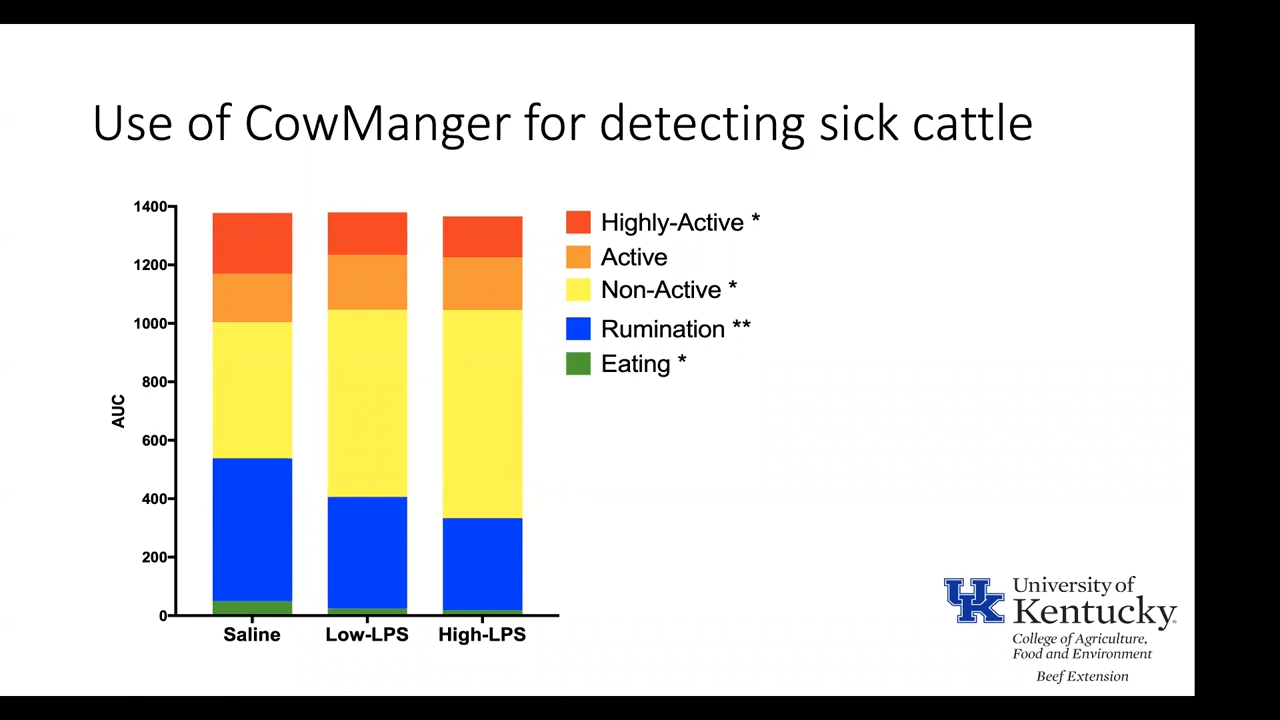 Use of CowManger for detecting sick cattle
1400
1200
1000
800
600
400
200
0
AUC
Saline
Low-LPS
High-LPS
Highly-Active *
Active
Non-Active *
Rumination **
Eating *
UK
University of
Kentucky.
College of Agriculture,
Food and Environment
Beef Extension